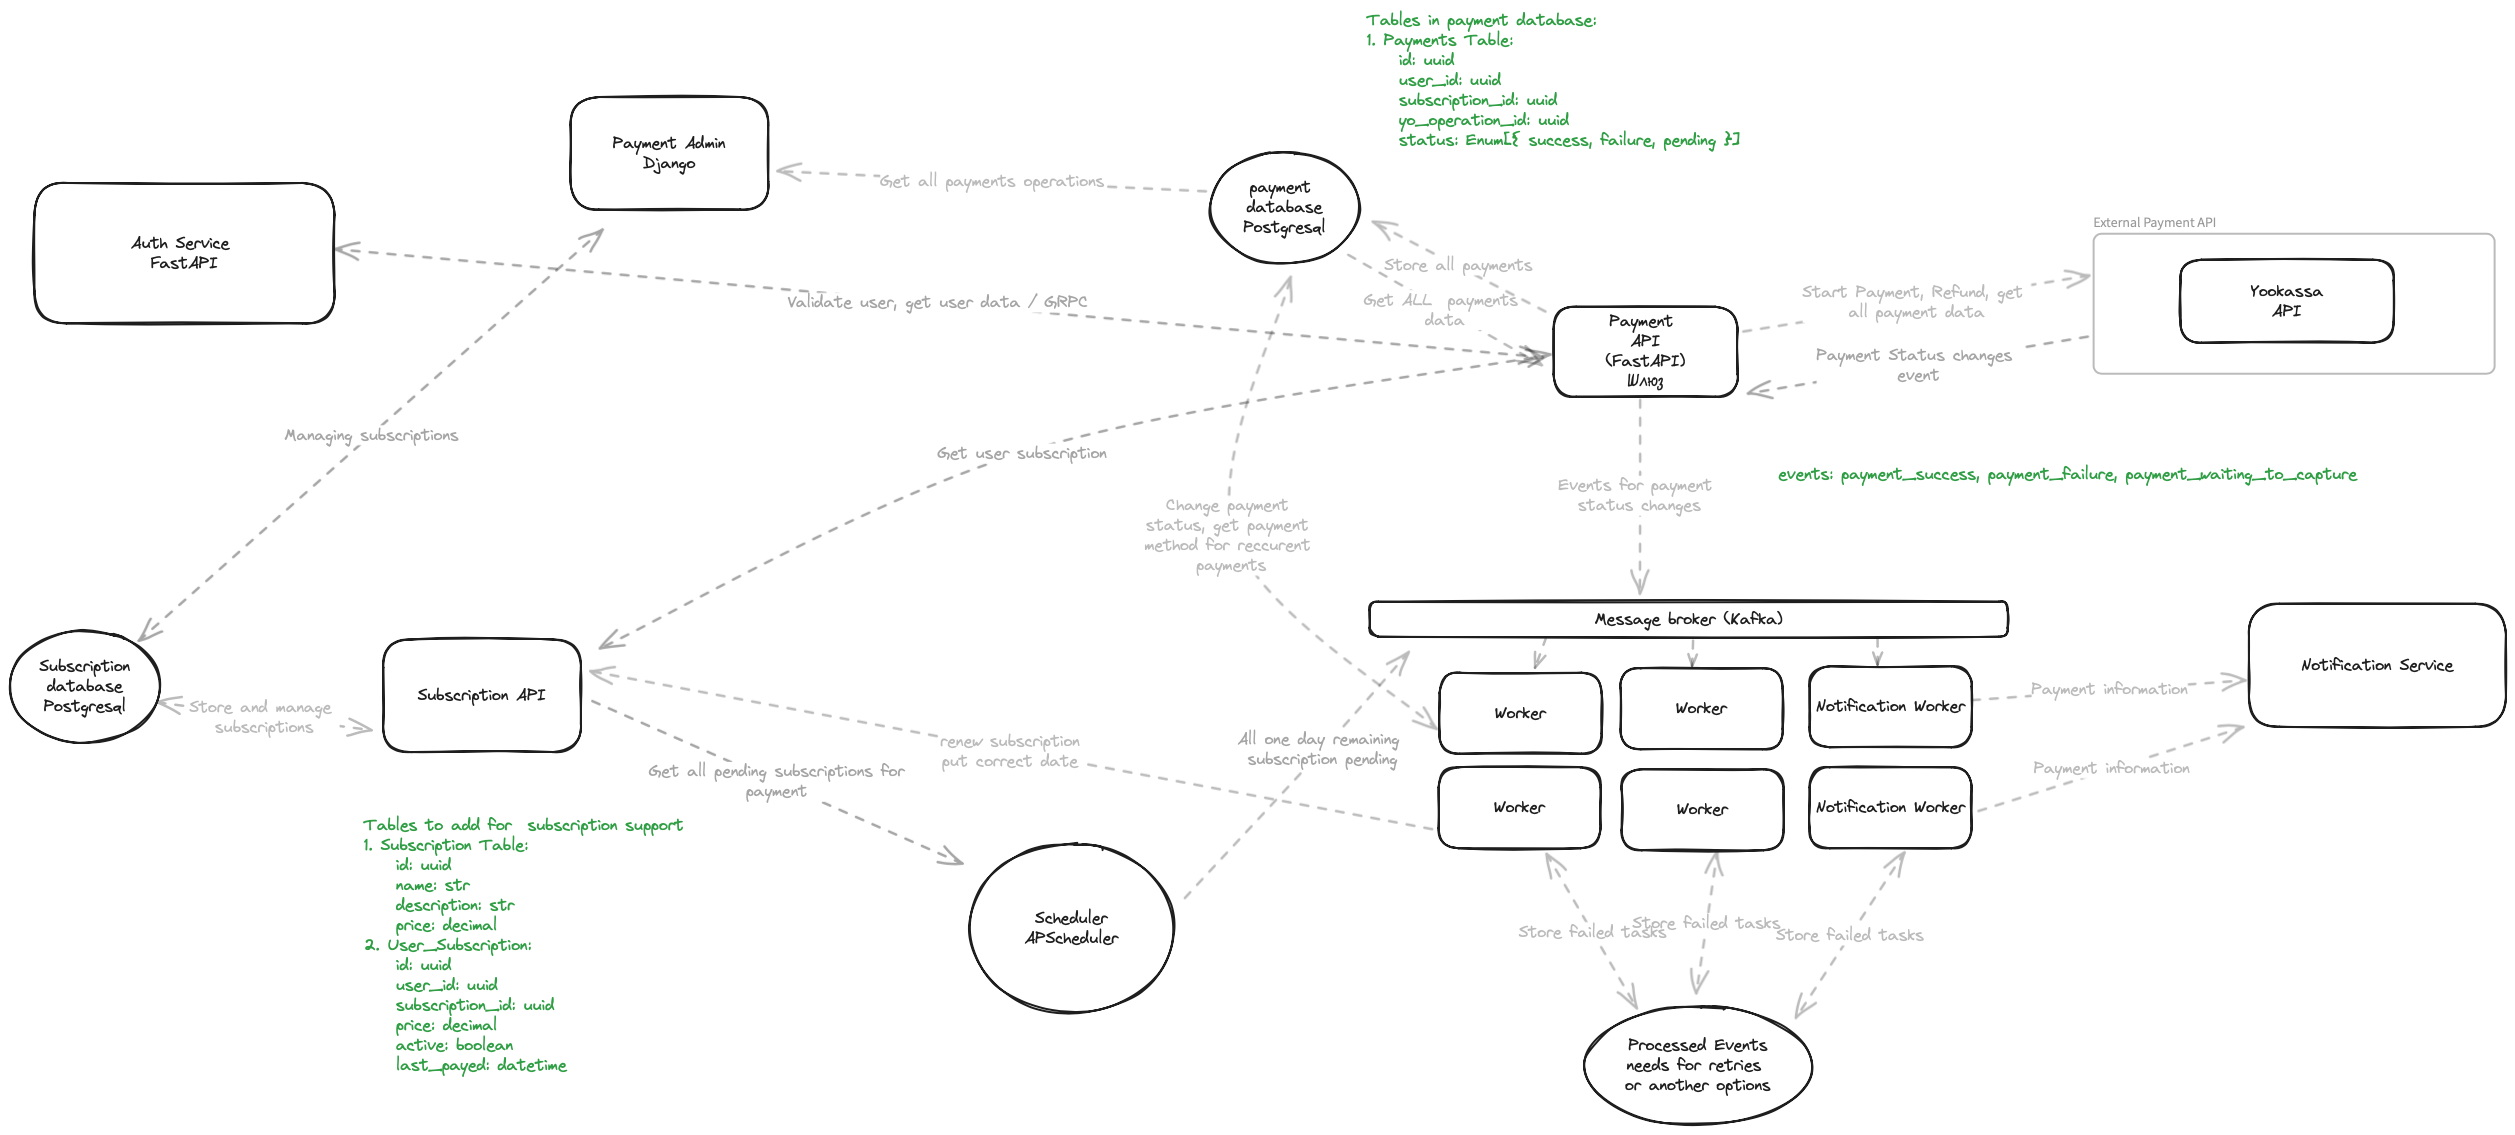 Tables in payment database:
1. Payments Table:
id: uuid
user_id: uuid
subscription_id: uuid
yo_operation_id: uuid
status: Enum[{ success, failure, pending }]
Payment Admin
Django
Get all payments operations
payment
database
Postgresql
Auth Service
FastAPI
Validate user, get user data / GRPC
Store all payments
Get ALL payments
data
Payment
API
(FastAPI)
Шлюз
Start Payment, Refund, get
all payment data
Payment Status changes
event
External Payment API
Yookassa
API
Managing subscriptions
Get user subscription
Change payment
status, get payment
method for reccurent
payments
Events for payment
status changes
events: payment_success, payment_failure, payment_waiting_to_capture
Message broker (Kafka)
Subscription
database
Postgresql
Store and manage
subscriptions
Subscription API
Get all pending subscriptions for
payment
renew subscription
put correct date
All one day remaining
subscription pending
Worker
Worker
Notification Worker
Worker
Worker
Notification Worker
Payment information
Payment information
Notification Service
Tables to add for subscription support
1. Subscription Table:
id: uuid
name: str
description: str
price: decimal
2. User_Subscription:
id: uuid
user_id: uuid
subscription_id: uuid
price: decimal
active: boolean
last_payed: datetime
Scheduler
APScheduler
Store failed tasks
Store failed tasks
Store failed tasks
Processed Events
needs for retries
or another options